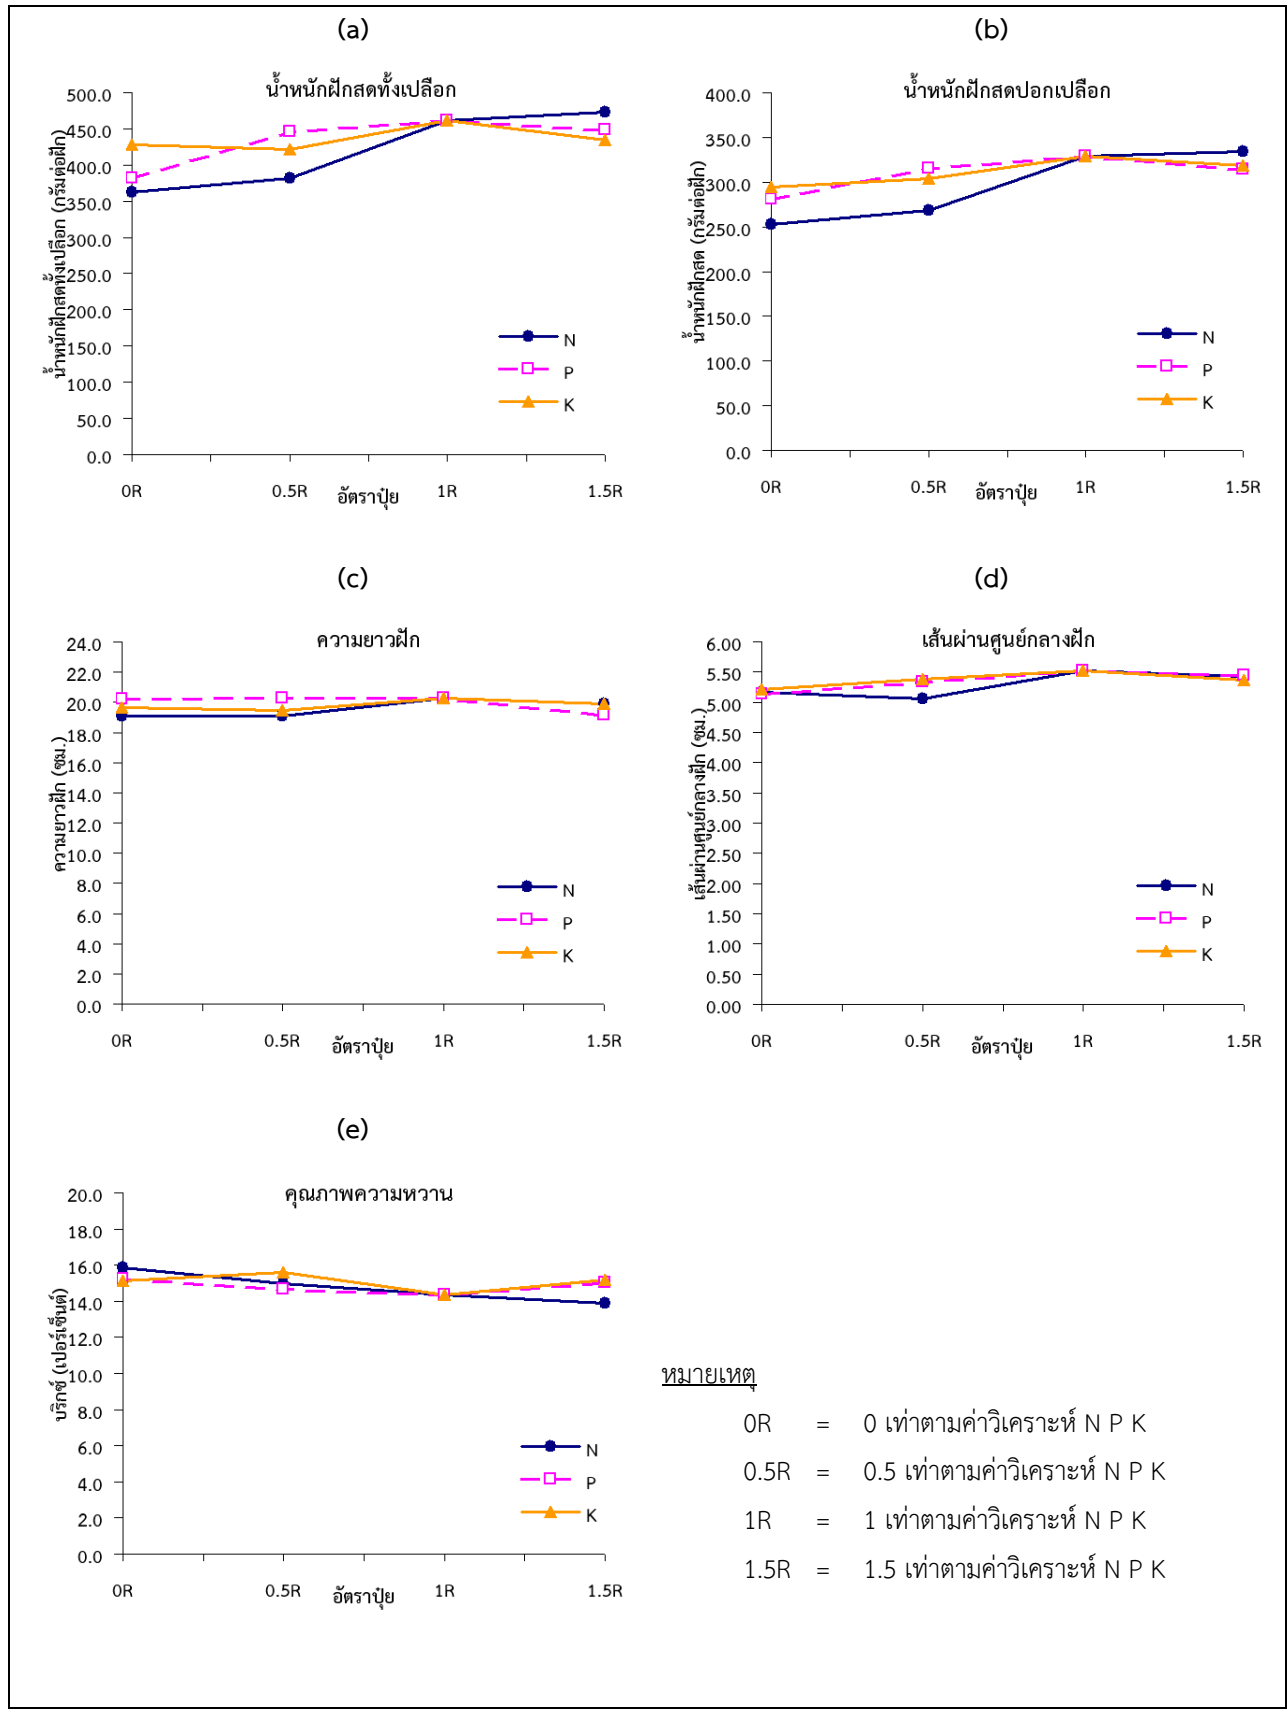 (a)
น้ำหนักฝักสดทั้งเปลือก
น้ำหนักฝักสดทั้งเปลือก (กรัมต่อฝัก)
500.0
450.0
400.0
350.0
300.0
250.0
200.0
150.0
100.0
50.0
0.0
N
P
K
0R 0.5R 1R 1.5R
อัตราปุ๋ย
(b)
น้ำหนักฝักสดปอกเปลือก
น้ำหนักฝักสด (กรัมต่อฝัก)
400.0
350.0
300.0
250.0
200.0
150.0
100.0
50.0
0.0
N
P
K
0R 0.5R 1R 1.5R
อัตราปุ๋ย
(c)
ความยาวฝัก
ความยาวฝัก (ซม.)
24.0
22.0
20.0
18.0
16.0
14.0
12.0
10.0
8.0
6.0
4.0
2.0
0.0
N
P
K
0R 0.5R 1R 1.5R
อัตราปุ๋ย
(d)
เส้นผ่านศูนย์กลางฝัก
เส้นผ่านศูนย์กลางฝัก (ซม.)
6.00
5.50
5.00
4.50
4.00
3.50
3.00
2.50
2.00
1.50
1.00
0.50
0.00
N
P
K
0R 0.5R 1R 1.5R
อัตราปุ๋ย
(e)
คุณภาพความหวาน
บริกซ์ (เปอร์เซ็นต์)
20.0
18.0
16.0
14.0
12.0
10.0
8.0
6.0
4.0
2.0
0.0
N
P
K
0R 0.5R 1R 1.5R
อัตราปุ๋ย
หมายเหตุ
0R = 0 เท่าตามค่าวิเคราะห์ N P K
0.5R = 0.5 เท่าตามค่าวิเคราะห์ N P K
1R = 1 เท่าตามค่าวิเคราะห์ N P K
1.5R = 1.5 เท่าตามค่าวิเคราะห์ N P K